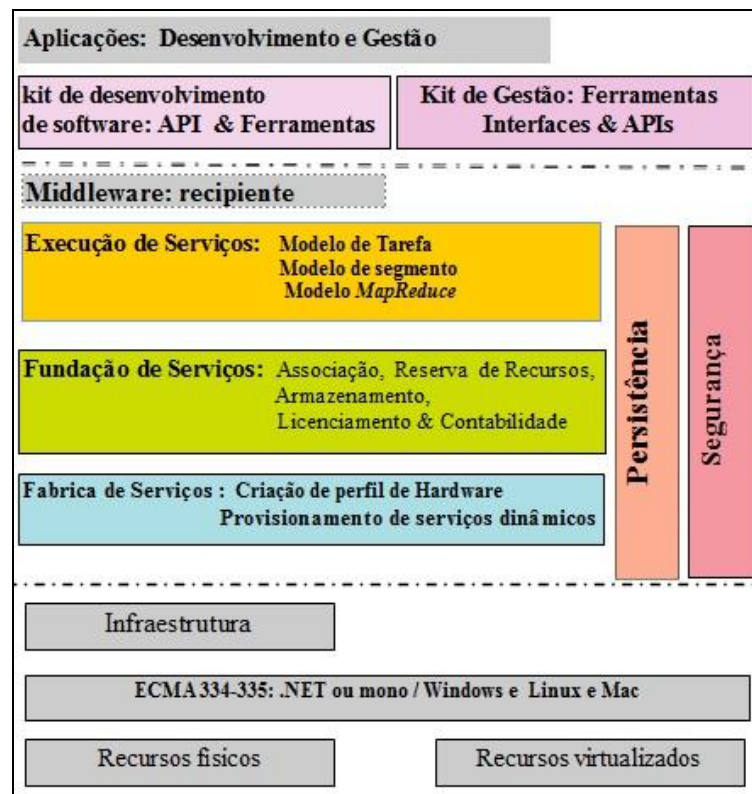 Aplicações: Desenvolvimento e Gestão
kit de desenvolvimento
de software: API & Ferramentas
Kit de Gestão: Ferramentas
Interfaces & APIs
Middleware: recipiente
Execução de Serviços: Modelo de Tarefa
Modelo de segmento
Modelo MapReduce
Fundação de Serviços: Associação, Reserva de Recursos,
Armazenamento,
Licenciamento & Contabilidade
Fabrica de Serviços : Criação de perfil de Hardware
Provisionamento de serviços dinâmicos
Persistência
Segurança
Infraestrutura
ECMA 334-335: .NET ou mono / Windows e Linux e Mac
Recursos fisicos
Recursos virtualizados